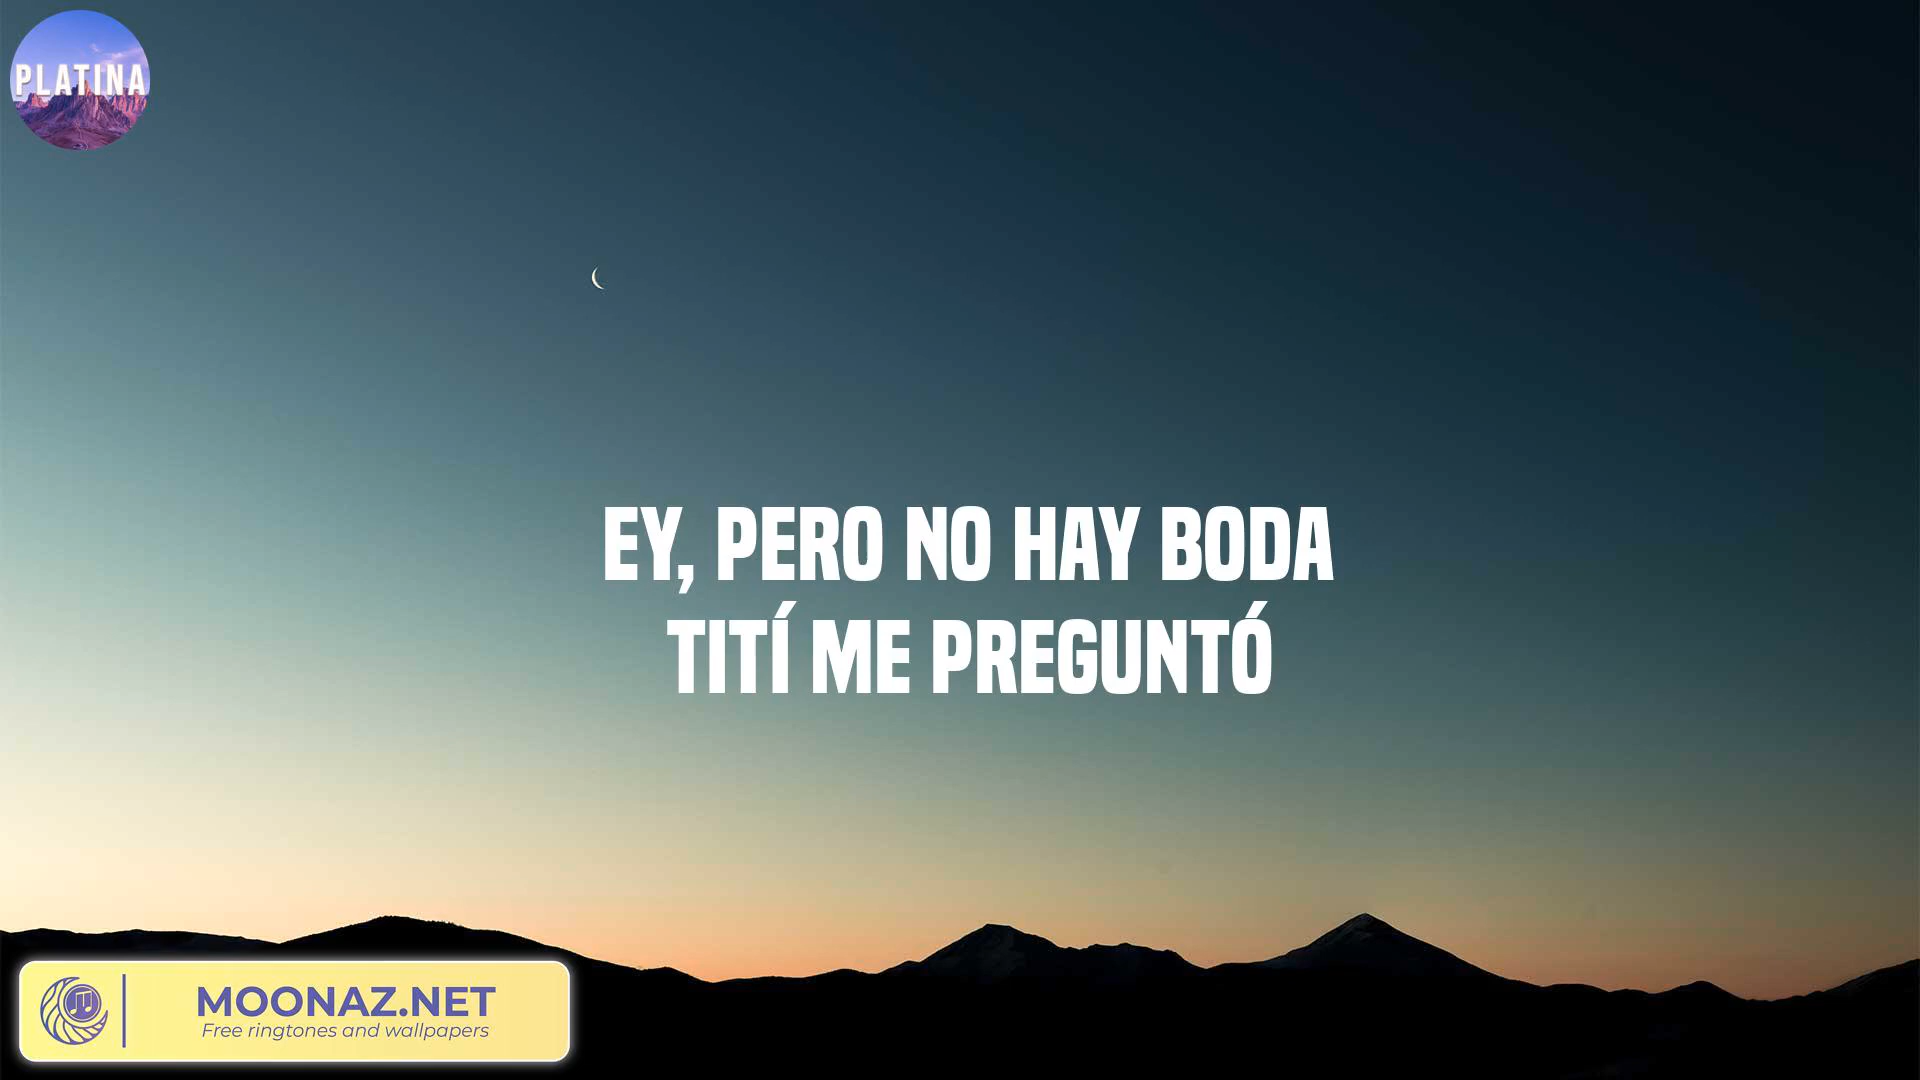 PLATINA
EY, PERO NO HAY BODA
TITÍ ME PREGUNTÓ
MOONAZ.NET
Free ringtones and wallpapers